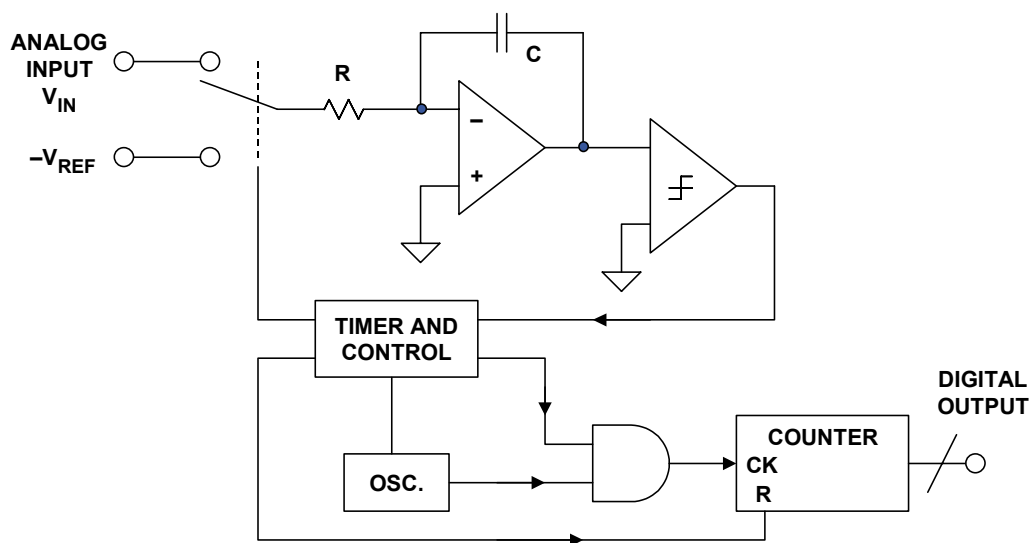 ANALOG
INPUT
VIN
–VREF
R
C
–
+
TIMER AND
CONTROL
OSC.
COUNTER
CK
R
DIGITAL
OUTPUT